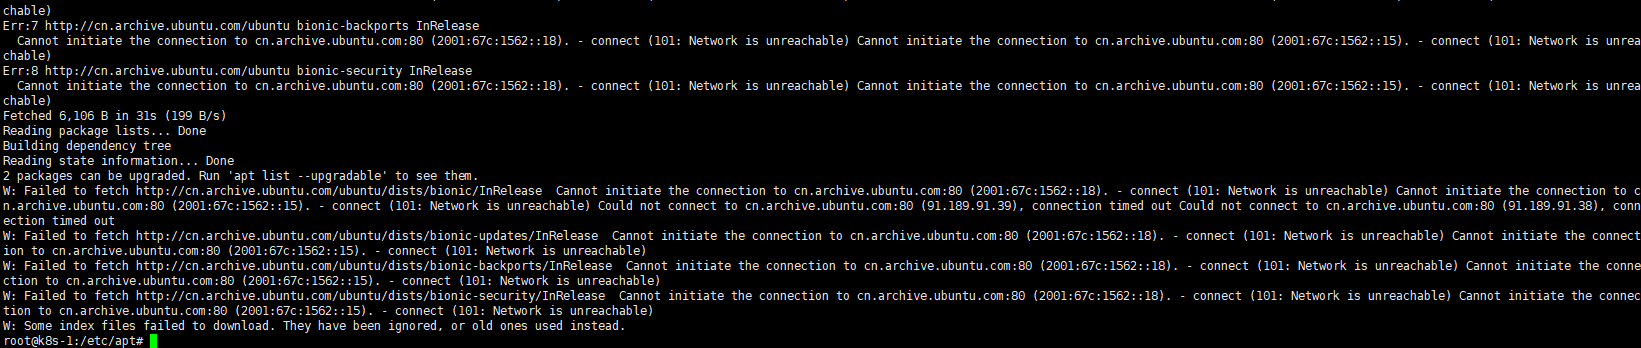 chable)
Err:7 http://cn.archive.ubuntu.com/ubuntu bionic-backports InRelease
  Cannot initiate the connection to cn.archive.ubuntu.com:80 (2001:67c:1562::18). - connect (101: Network is unreachable) Cannot initiate the connection to cn.archive.ubuntu.com:80 (2001:67c:1562::15). - connect (101: Network is unrea
chable)
Err:8 http://cn.archive.ubuntu.com/ubuntu bionic-security InRelease
  Cannot initiate the connection to cn.archive.ubuntu.com:80 (2001:67c:1562::18). - connect (101: Network is unreachable) Cannot initiate the connection to cn.archive.ubuntu.com:80 (2001:67c:1562::15). - connect (101: Network is unrea
chable)
Fetched 6,106 B in 31s (199 B/s)
Reading package lists... Done
Building dependency tree
Reading state information... Done
2 packages can be upgraded. Run 'apt list --upgradable' to see them.
W: Failed to fetch http://cn.archive.ubuntu.com/ubuntu/dists/bionic/InRelease  Cannot initiate the connection to cn.archive.ubuntu.com:80 (2001:67c:1562::18). - connect (101: Network is unreachable) Cannot initiate the connection to c
n.archive.ubuntu.com:80 (2001:67c:1562::15). - connect (101: Network is unreachable) Could not connect to cn.archive.ubuntu.com:80 (91.189.91.39), connection timed out Could not connect to cn.archive.ubuntu.com:80 (91.189.91.38), conn
ection timed out
W: Failed to fetch http://cn.archive.ubuntu.com/ubuntu/dists/bionic-updates/InRelease  Cannot initiate the connection to cn.archive.ubuntu.com:80 (2001:67c:1562::18). - connect (101: Network is unreachable) Cannot initiate the connect
ion to cn.archive.ubuntu.com:80 (2001:67c:1562::15). - connect (101: Network is unreachable)
W: Failed to fetch http://cn.archive.ubuntu.com/ubuntu/dists/bionic-backports/InRelease  Cannot initiate the connection to cn.archive.ubuntu.com:80 (2001:67c:1562::18). - connect (101: Network is unreachable) Cannot initiate the conne
ction to cn.archive.ubuntu.com:80 (2001:67c:1562::15). - connect (101: Network is unreachable)
W: Failed to fetch http://cn.archive.ubuntu.com/ubuntu/dists/bionic-security/InRelease  Cannot initiate the connection to cn.archive.ubuntu.com:80 (2001:67c:1562::18). - connect (101: Network is unreachable) Cannot initiate the connec
tion to cn.archive.ubuntu.com:80 (2001:67c:1562::15). - connect (101: Network is unreachable)
W: Some index files failed to download. They have been ignored, or old ones used instead.
root@k8s-1:/etc/apt#